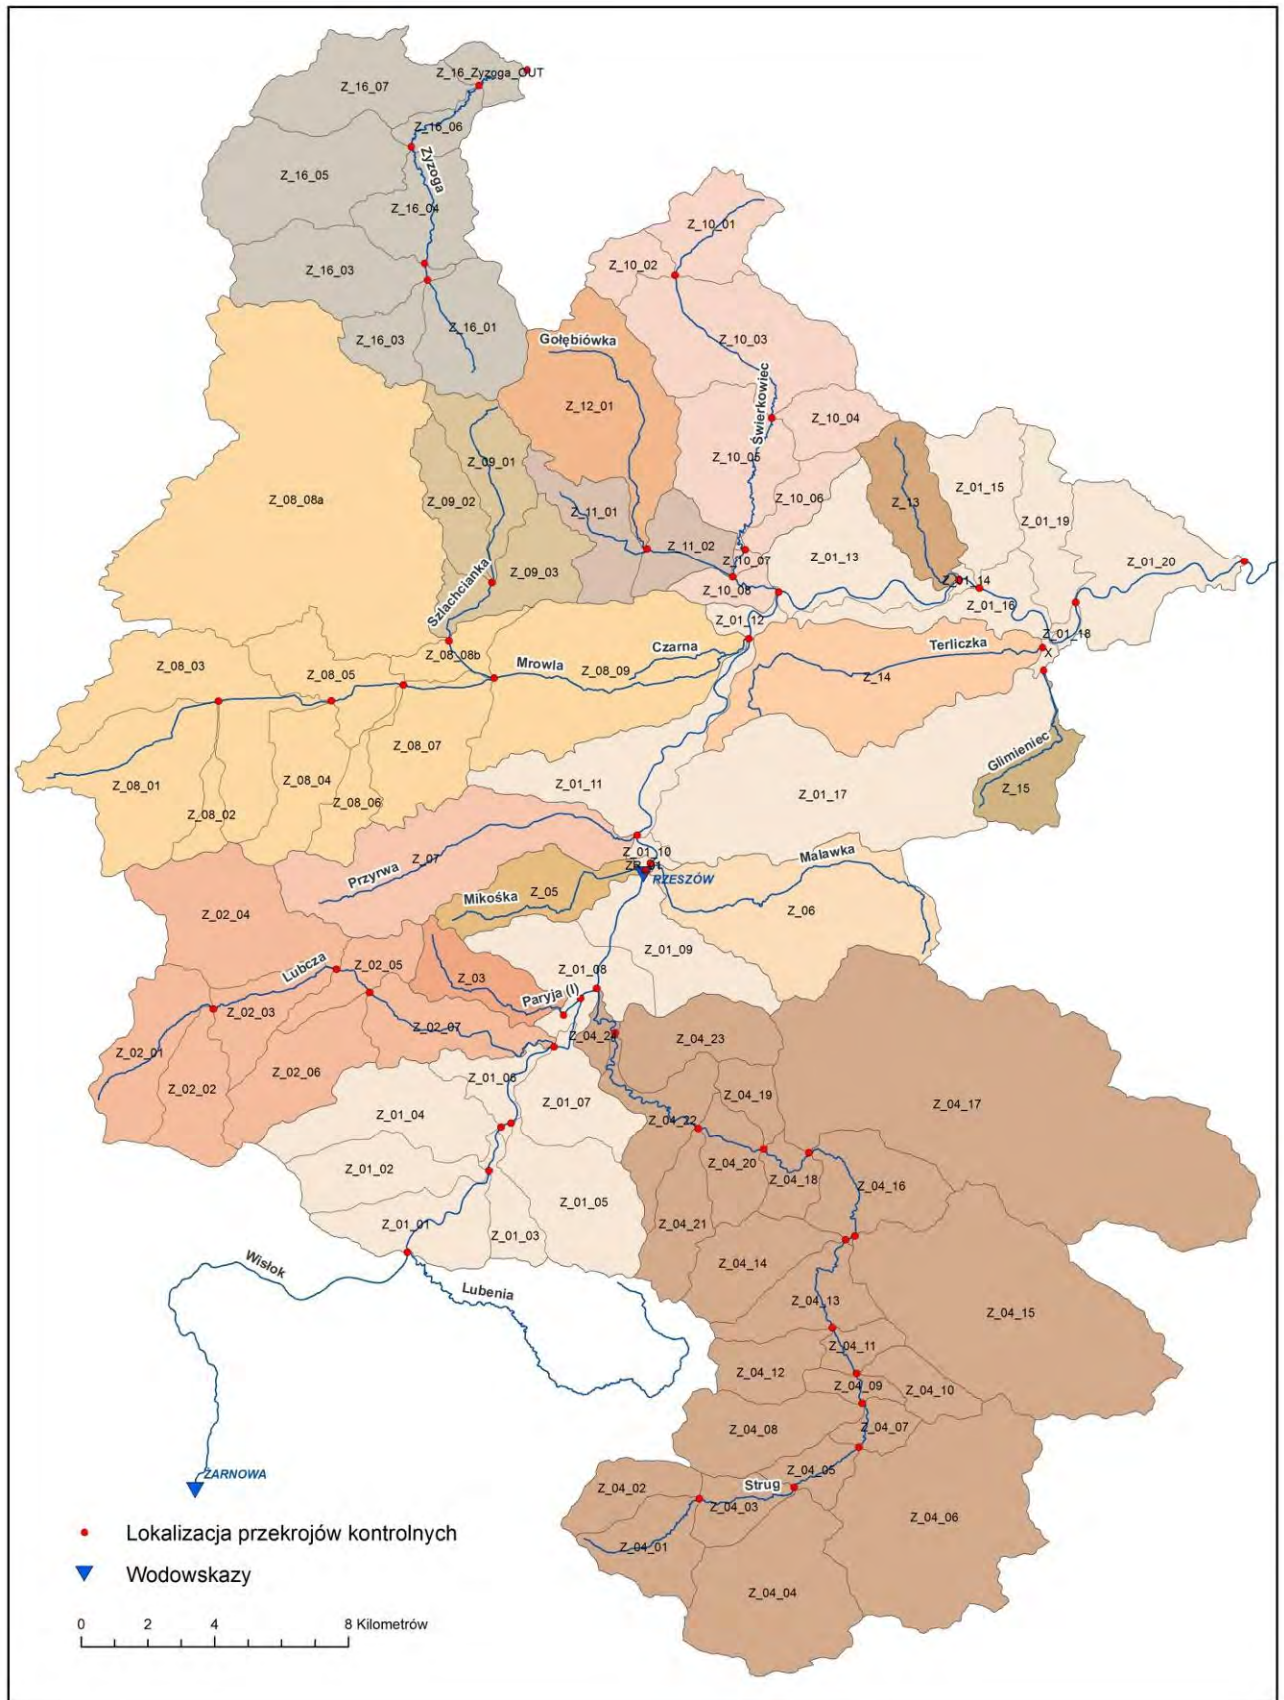 Z_16_Zyzoga_OUT
Z_16_07
Z_16_06
Zyzoga
Z_16_05
Z_16_04
Z_10_01
Z_10_02
Z_16_03
Z_16_01
Z_16_03
Gołębiówka
Z_10_03
Świerkowiec
Z_12_01
Z_10_04
Z_10_05
Z_09_01
Z_01_15
Z_08_08a
Z_09_02
Z_10_06
Z_13
Z_11_01
Z_01_19
Z_11_02
Z_01_13
Z_01_20
Z_10_07
Z_09_03
Z_01_14
Szlachcianka
Z_10_08
Z_01_16
Z_01_12
Z_01_18
Czarna
Terliczka
X
Z_08_08b
Z_08_03
Mrowla
Z_08_09
Z_08_05
Z_14
Z_08_07
Glimieniec
Z_08_04
Z_08_01
Z_01_11
Z_15
Z_01_17
Z_08_06
Z_08_02
Z_01_10
Malawka
Z_07
Przyrwa
RZESZÓW
Z_05
Mikośka
Z_06
Z_02_04
Z_01_09
Lubcza
Z_02_05
Z_03
Z_01_08
Paryja (I)
Z_02_03
Z_02_07
Z_04_23
Z_02_01
Z_02_06
Z_02_02
Z_01_07
Z_04_19
Z_04_17
Z_01_04
Z_04_22
Z_04_20
Z_04_18
Z_04_16
Z_01_02
Z_01_05
Z_04_21
Z_01_01
Z_01_03
Z_04_14
Wisłok
Lubenia
Z_04_13
Z_04_15
Z_04_11
Z_04_12
Z_04_09
Z_04_10
Z_04_08
Z_04_07
Z_04_05
ŻARNOWA
Strug
Z_04_02
Z_04_03
Z_04_06
Z_04_01
Z_04_04
Lokalizacja przekrojów kontrolnych
Wodowskazy
0 2 4 8 Kilometrów